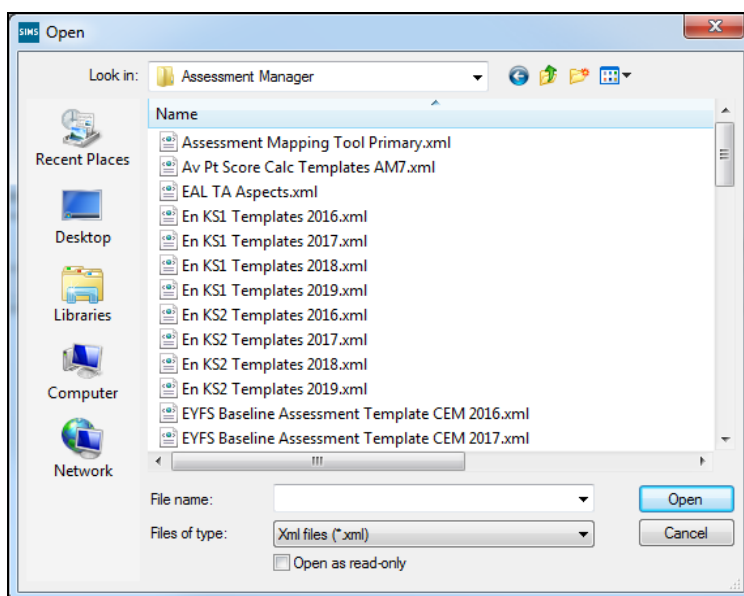 SIMS Open
Look in: Assessment Manager
Recent Places
Desktop
Libraries
Computer
Network
Name
Assessment Mapping Tool Primary.xml
Av Pt Score Calc Templates AM7.xml
EAL TA Aspects.xml
En KS1 Templates 2016.xml
En KS1 Templates 2017.xml
En KS1 Templates 2018.xml
En KS1 Templates 2019.xml
En KS2 Templates 2016.xml
En KS2 Templates 2017.xml
En KS2 Templates 2018.xml
En KS2 Templates 2019.xml
EYFS Baseline Assessment Template CEM 2016.xml
EYFS Baseline Assessment Template CEM 2017.xml
File name: Open
Files of type: Xml files (*.xml) Cancel
Open as read-only